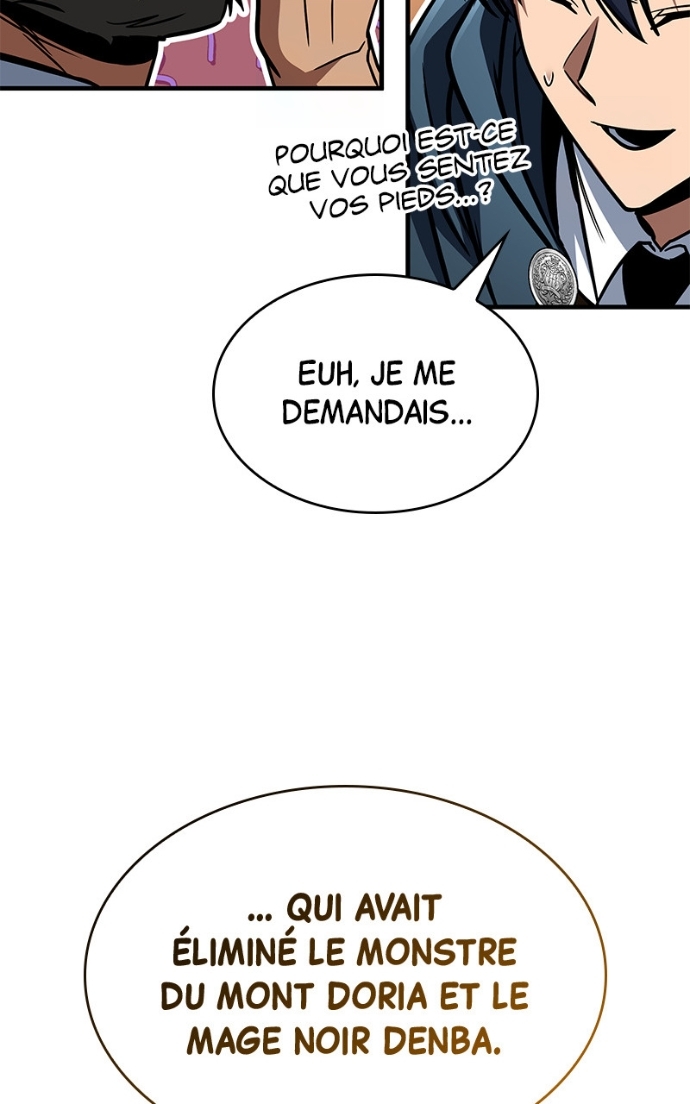 POURQUOI EST-CE
QUE VOUS SENTEZ
VOS PIEDS...?
EUH, JE ME
DEMANDAIS...
... QUI AVAIT
ÉLIMINÉ LE MONSTRE
DU MONT DORIA ET LE
MAGE NOIR DENBA.